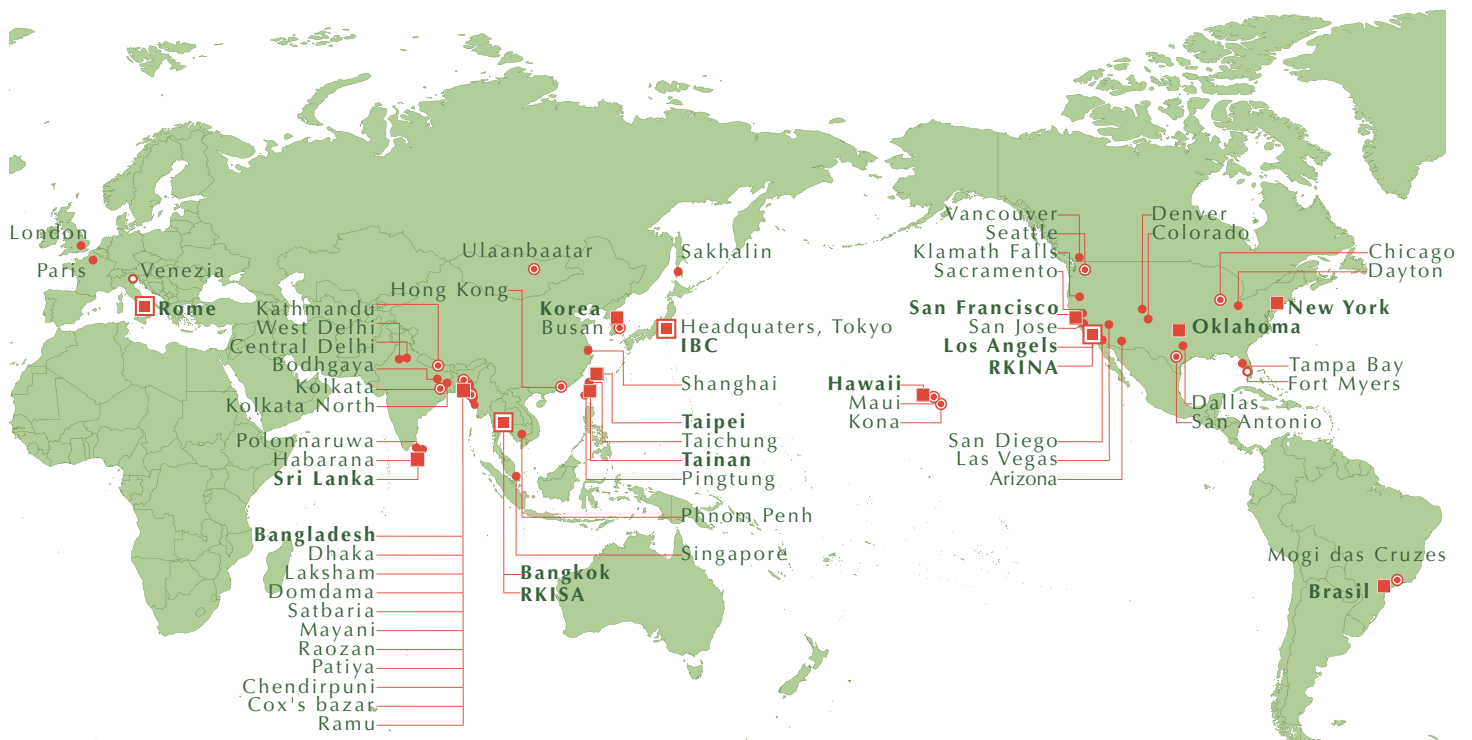 London
Paris
Venezia
Rome
Ulaanbaatar
Hong Kong
Kathmandu
West Delhi
Central Delhi
Bodhgaya
Kolkata
Kolkata North
Polonnaruwa
Habarana
Sri Lanka
Bangladesh
Dhaka
Laksham
Domdama
Satbaria
Mayani
Raozan
Patiya
Chendirpuni
Cox's bazar
Ramu
Sakhalin
Korea
Busan
Headquaters, Tokyo
IBC
Shanghai
Taipei
Taichung
Tainan
Pingtung
Phnom Penh
Singapore
Bangkok
RKISA
Vancouver
Seattle
Klamath Falls
Sacramento
San Francisco
San Jose
Los Angels
RKINA
Hawaii
Maui
Kona
San Diego
Las Vegas
Arizona
Denver
Colorado
Chicago
Dayton
New York
Oklahoma
Tampa Bay
Fort Myers
Dallas
San Antonio
Mogi das Cruzes
Brasil